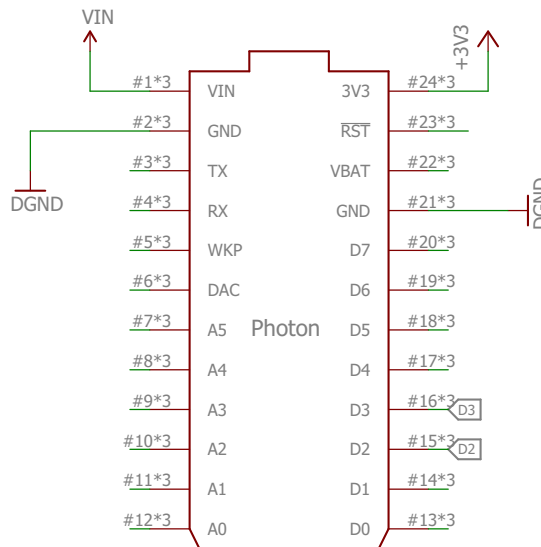 VIN +3V3
#1*3 VIN 3V3 #24*3
#2*3 GND RST #23*3
#3*3 TX VBAT #22*3
DGND #4*3 RX GND #21*3 DGND
#5*3 WKP D7 #20*3
#6*3 DAC D6 #19*3
#7*3 A5 Photon D5 #18*3
#8*3 A4 D4 #17*3
#9*3 A3 D3 #16*3 D3
#10*3 A2 D2 #15*3 D2
#11*3 A1 D1 #14*3
#12*3 A0 D0 #13*3